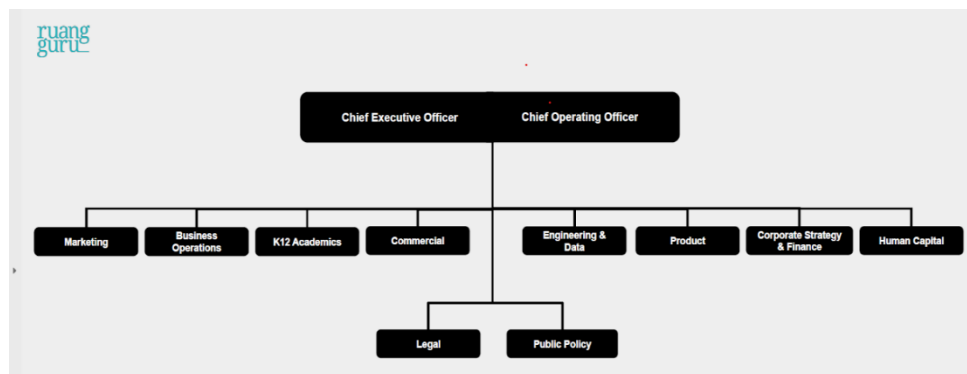 ruang
guru
Chief Executive Officer
Chief Operating Officer
Marketing
Business
Operations
K12 Academics
Commercial
Engineering &
Data
Product
Corporate Strategy
& Finance
Human Capital
Legal
Public Policy